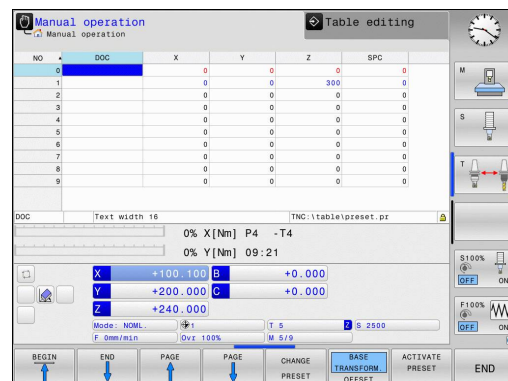 Manual operation
Manual operation
Table editing
NO DOC X Y Z SPC
0 0 0 0 0
1 0 0 300 0
2 0 0 0 0
3 0 0 0 0
4 0 0 0 0
5 0 0 0 0
6 0 0 0 0
7 0 0 0 0
8 0 0 0 0
9 0 0 0 0
DOC Text width 16 TNC:\table\preset.pr
0% X[Nm] P4 -T4
0% Y[Nm] 09:21
X +100.100 B +0.000
Y +200.000 C +0.000
Z +240.000
Mode: NOML. 1 T 5 Z S 2500
F 0mm/min Ovr 100% M 5/9
M
S
T
S100%
OFF ON
F100%
OFF ON
BEGIN
END
PAGE
PAGE
CHANGE PRESET
BASE TRANSFORM. OFFSET
ACTIVATE PRESET
END